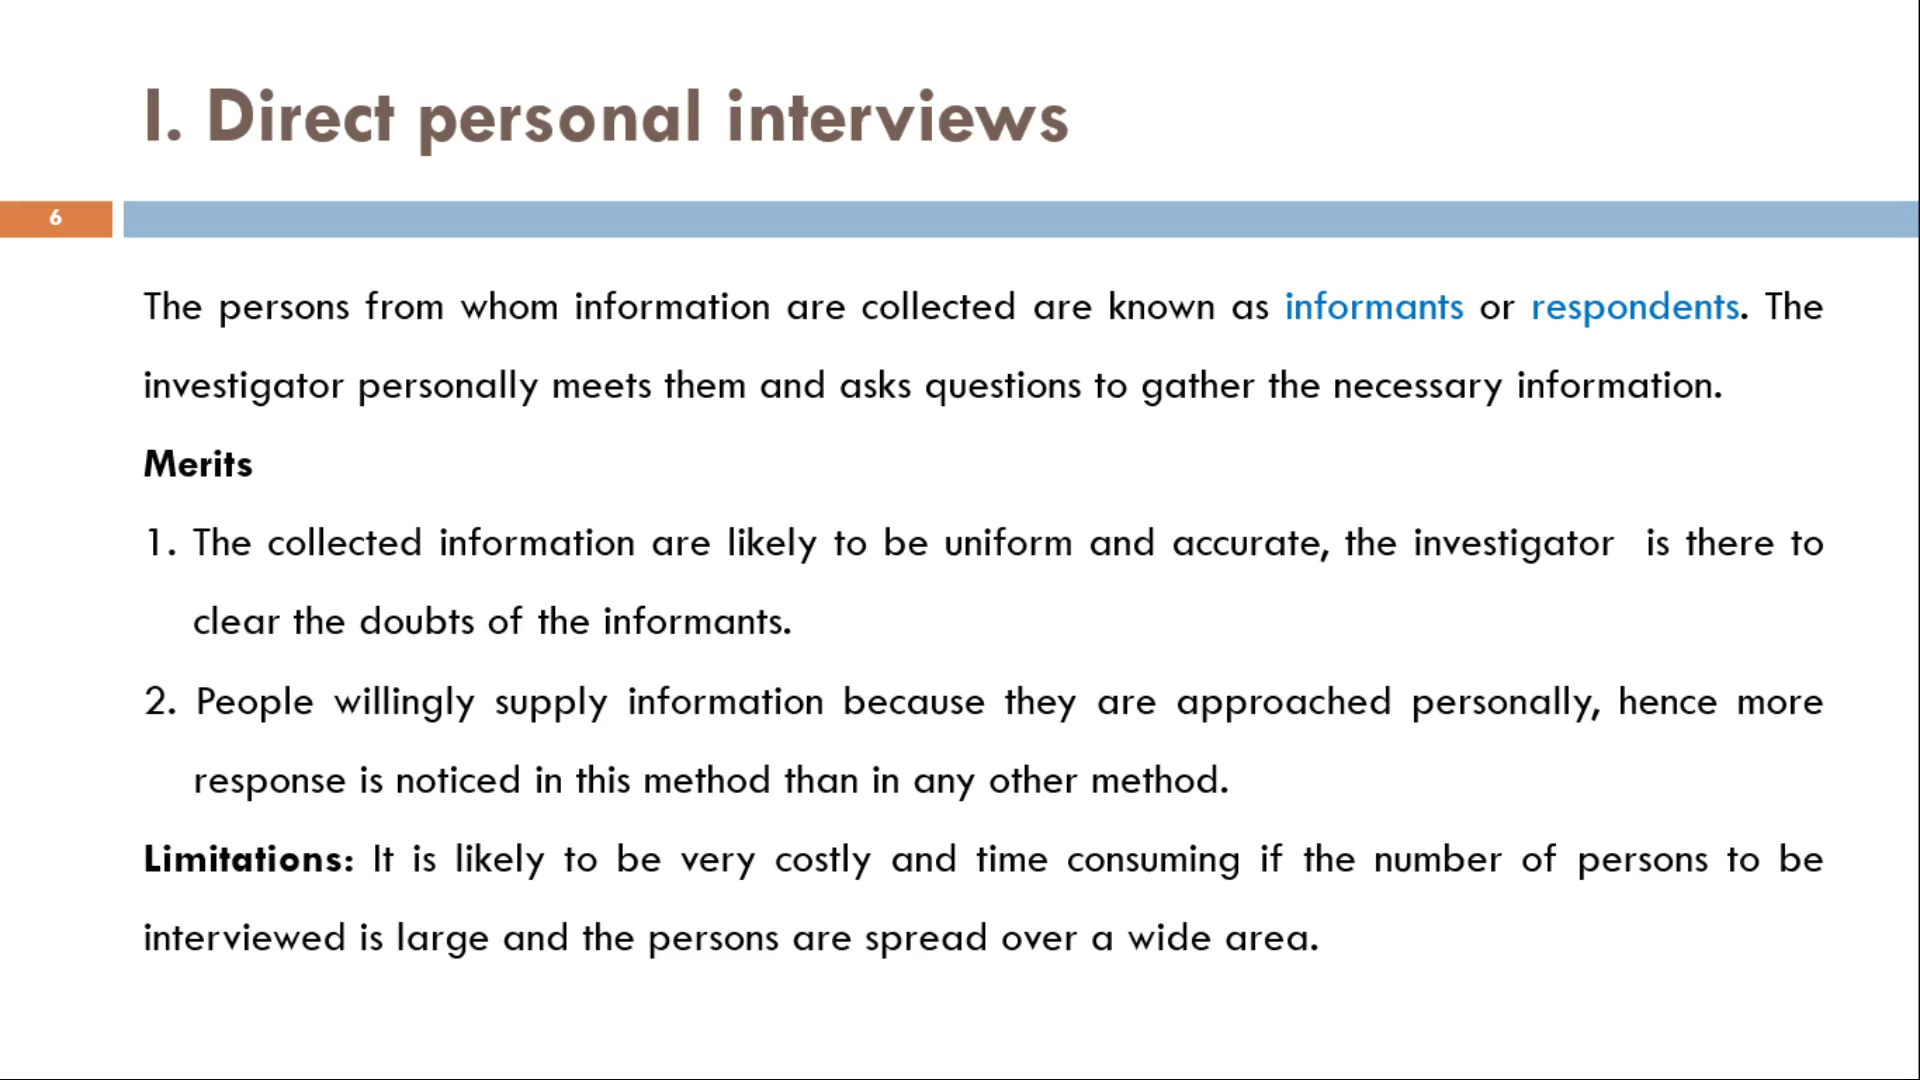 I. Direct personal interviews
6
The persons from whom information are collected are known as informants or respondents. The
investigator personally meets them and asks questions to gather the necessary information.
Merits
1. The collected information are likely to be uniform and accurate, the investigator is there to
clear the doubts of the informants.
2. People willingly supply information because they are approached personally, hence more
response is noticed in this method than in any other method.
Limitations: It is likely to be very costly and time consuming if the number of persons to be
interviewed is large and the persons are spread over a wide area.